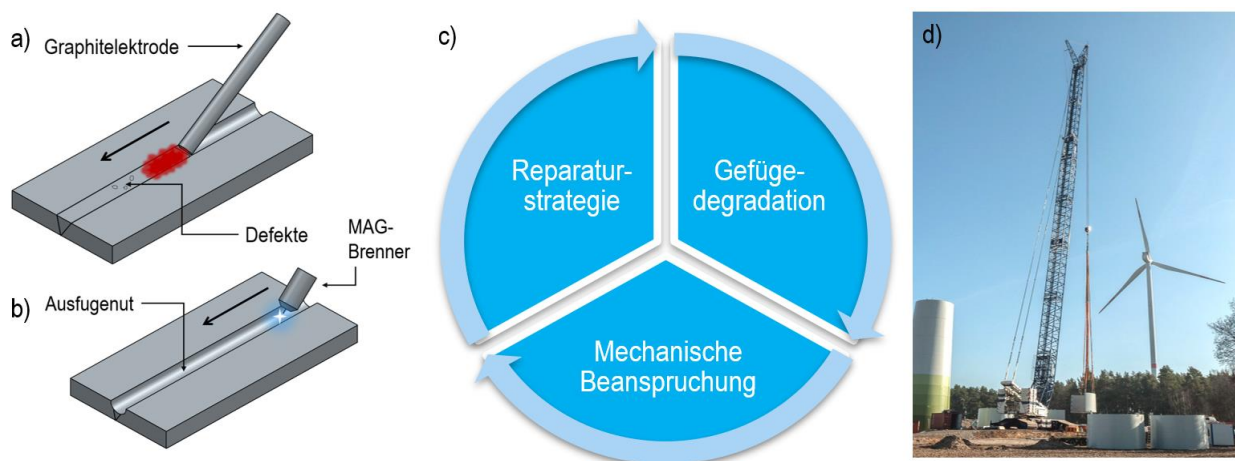 a)
Graphitelektrode
Defekte
MAG-
Brenner
b)
Ausfugenut
c)
Reparatur-
strategie
Gefüge-
degradation
Mechanische
Beanspruchung
d)